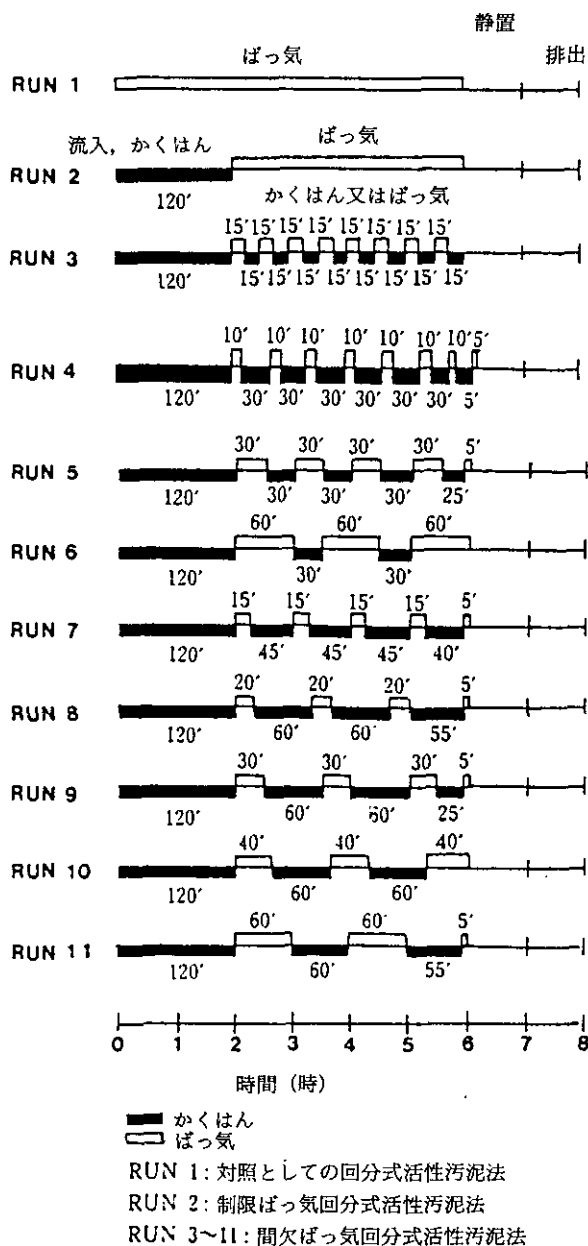 静置
ばっ気
排出
RUN 1
ばっ気
流入,かくはん
RUN 2
120′
かくはん又はばっ気
15′ 15′ 15′ 15′ 15′ 15′ 15′ 15′
RUN 3
120′
15′ 15′ 15′ 15′ 15′ 15′ 15′ 15′
10′ 10′ 10′ 10′ 10′ 10′ 10′ 5′
RUN 4
120′
30′ 30′ 30′ 30′ 30′ 30′ 5′
30′ 30′ 30′ 30′ 5′
RUN 5
120′
30′ 30′ 30′ 25′
60′ 60′ 60′
RUN 6
120′
30′ 30′
15′ 15′ 15′ 15′ 5′
RUN 7
120′
45′ 45′ 45′ 40′
20′ 20′ 20′ 5′
RUN 8
120′
60′ 60′ 55′
30′ 30′ 30′ 5′
RUN 9
120′
60′ 60′ 25′
40′ 40′ 40′
RUN 10
120′
60′ 60′
60′ 60′ 5′
RUN 11
120′
60′ 55′
0 1 2 3 4 5 6 7 8
時間(時)
かくはん
ばっ気
RUN 1:対照としての回分式活性汚泥法
RUN 2:制限ばっ気回分式活性汚泥法
RUN 3~11:間欠ばっ気回分式活性汚泥法